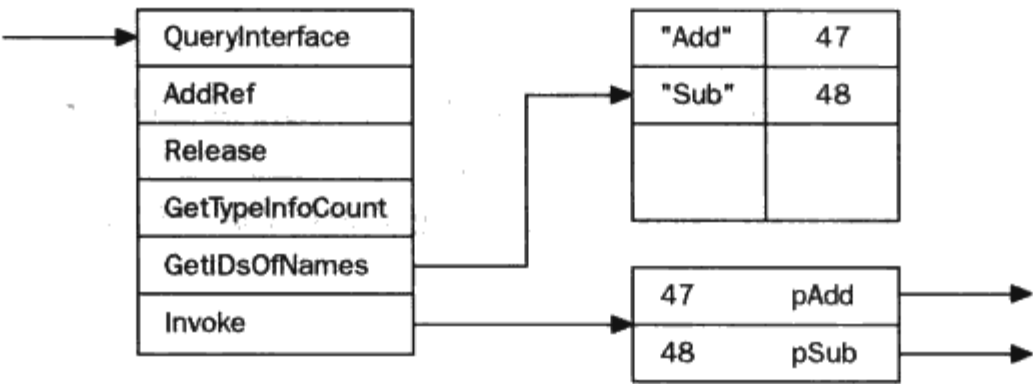 QueryInterface
AddRef
Release
GetTypeInfoCount
GetIDsOfNames
Invoke
"Add" 47
"Sub" 48
47 pAdd
48 pSub